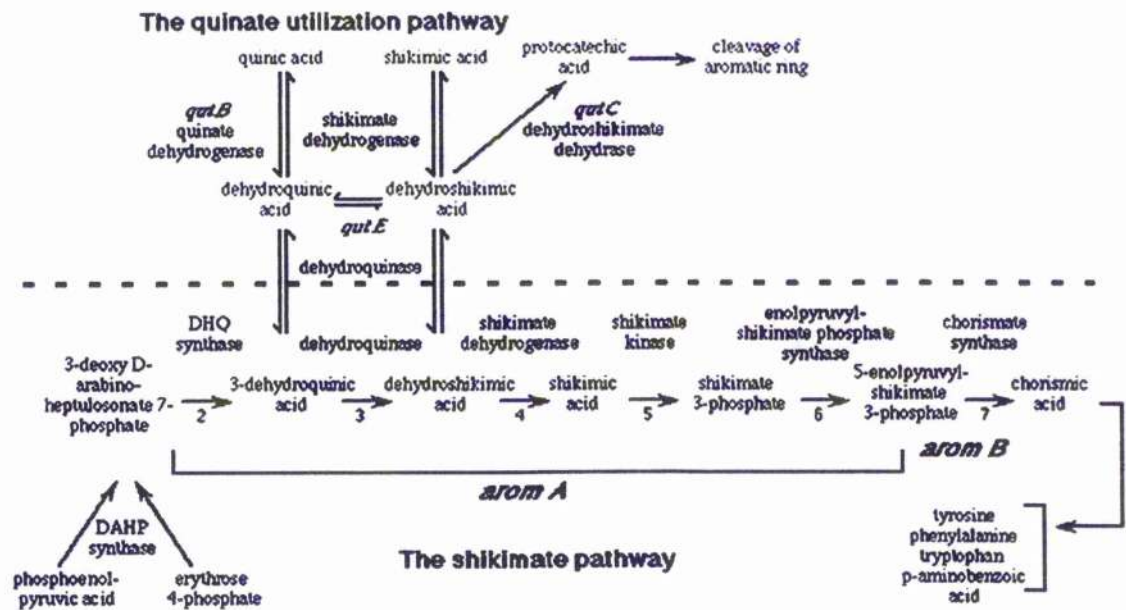 The quinate utilization pathway
quinic acid
shikimic acid
protocatechic
acid
cleavage of
aromatic ring
qut B
quinate
dehydrogenase
shikimate
dehydrogenase
qut C
dehydroshikimate
dehydrase
dehydroquinic
acid
dehydroshikimic
acid
qut E
dehydroquinase
DHQ
synthase
dehydroquinase
shikimate
dehydrogenase
shikimate
kinase
enolpyruvyl-
shikimate phosphate
synthase
chorismate
synthase
3-deoxy D-
arabino-
heptulosonate 7-
phosphate
2
3-dehydroquinic
acid
3
dehydroshikimic
acid
4
shikimic
acid
5
shikimate
3-phosphate
6
5-enolpyruvyl-
shikimate
3-phosphate
7
chorismic
acid
arom A
arom B
DAHP
synthase
phosphoenol-
pyruvic acid
erythrose
4-phosphate
The shikimate pathway
tyrosine
phenylalanine
tryptophan
p-aminobenzoic
acid